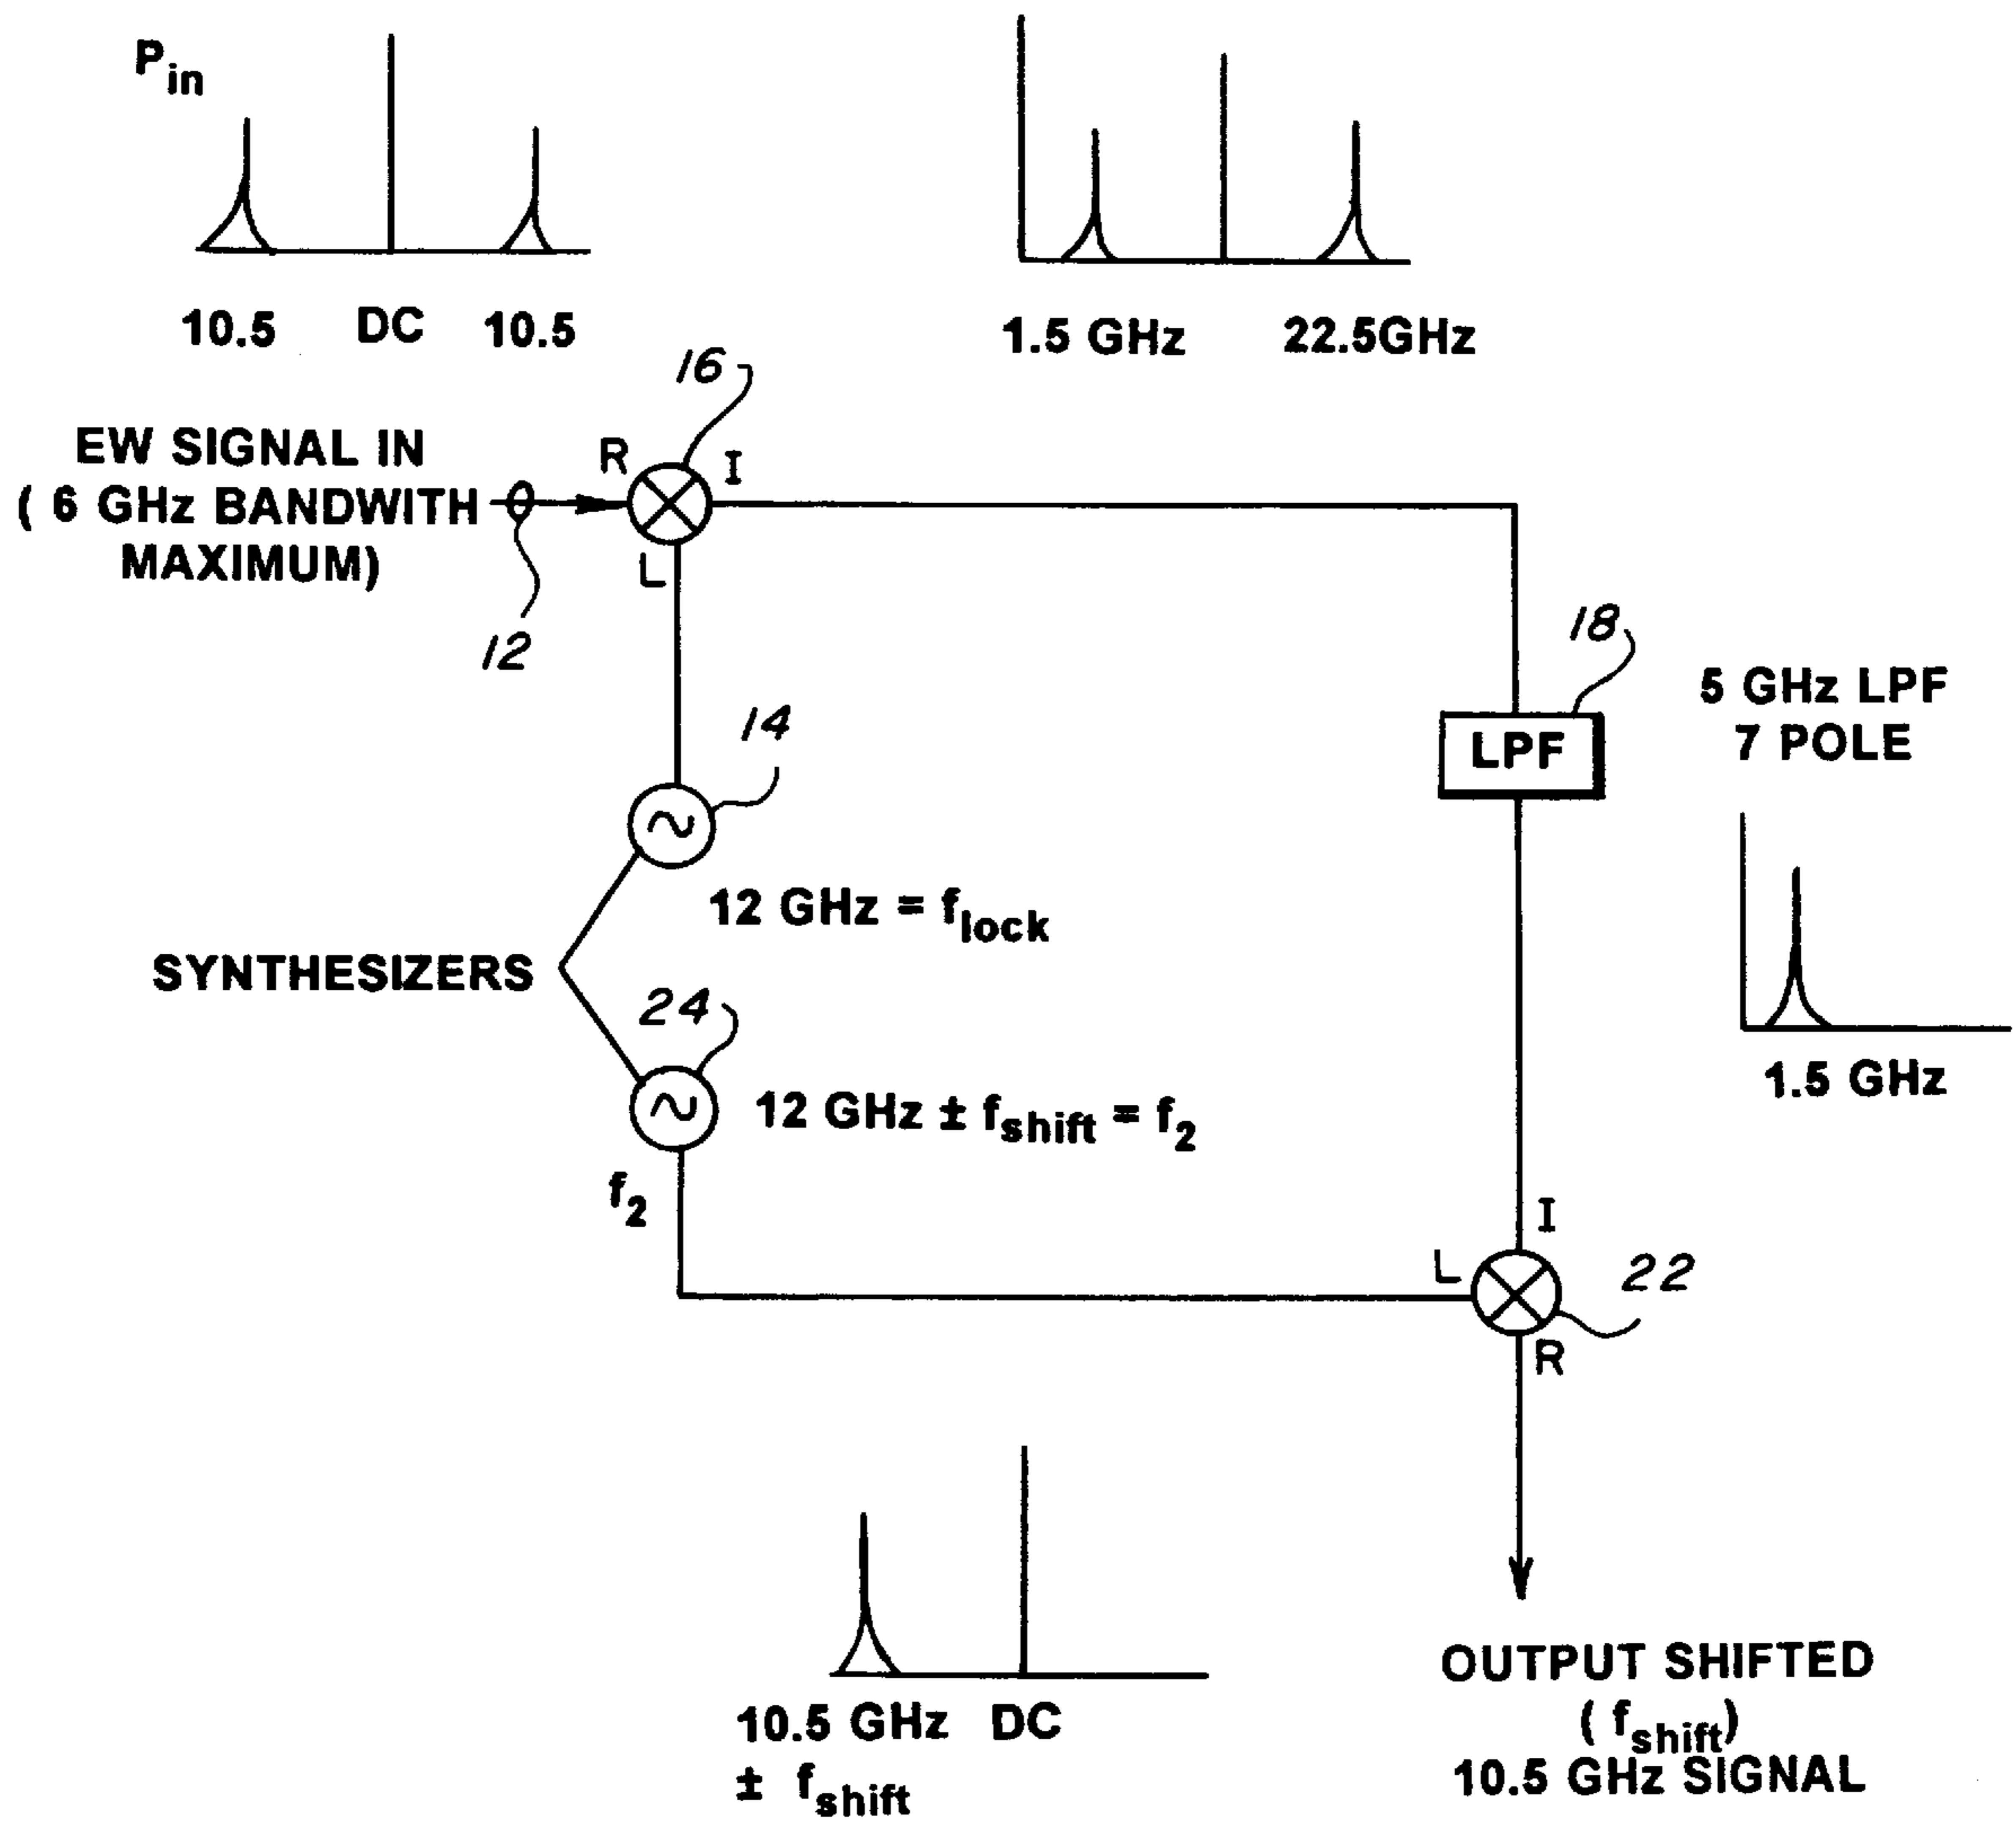 Pin
10.5 DC 10.5
1.5 GHz 22.5GHz
16
EW SIGNAL IN
( 6 GHz BANDWITH
MAXIMUM)
R
I
L
12
18
5 GHz LPF
7 POLE
LPF
14
12 GHz = flock
1.5 GHz
SYNTHESIZERS
24
12 GHz ± fshift = f2
f2
I
L
22
R
10.5 GHz DC
± fshift
OUTPUT SHIFTED
( fshift)
10.5 GHz SIGNAL